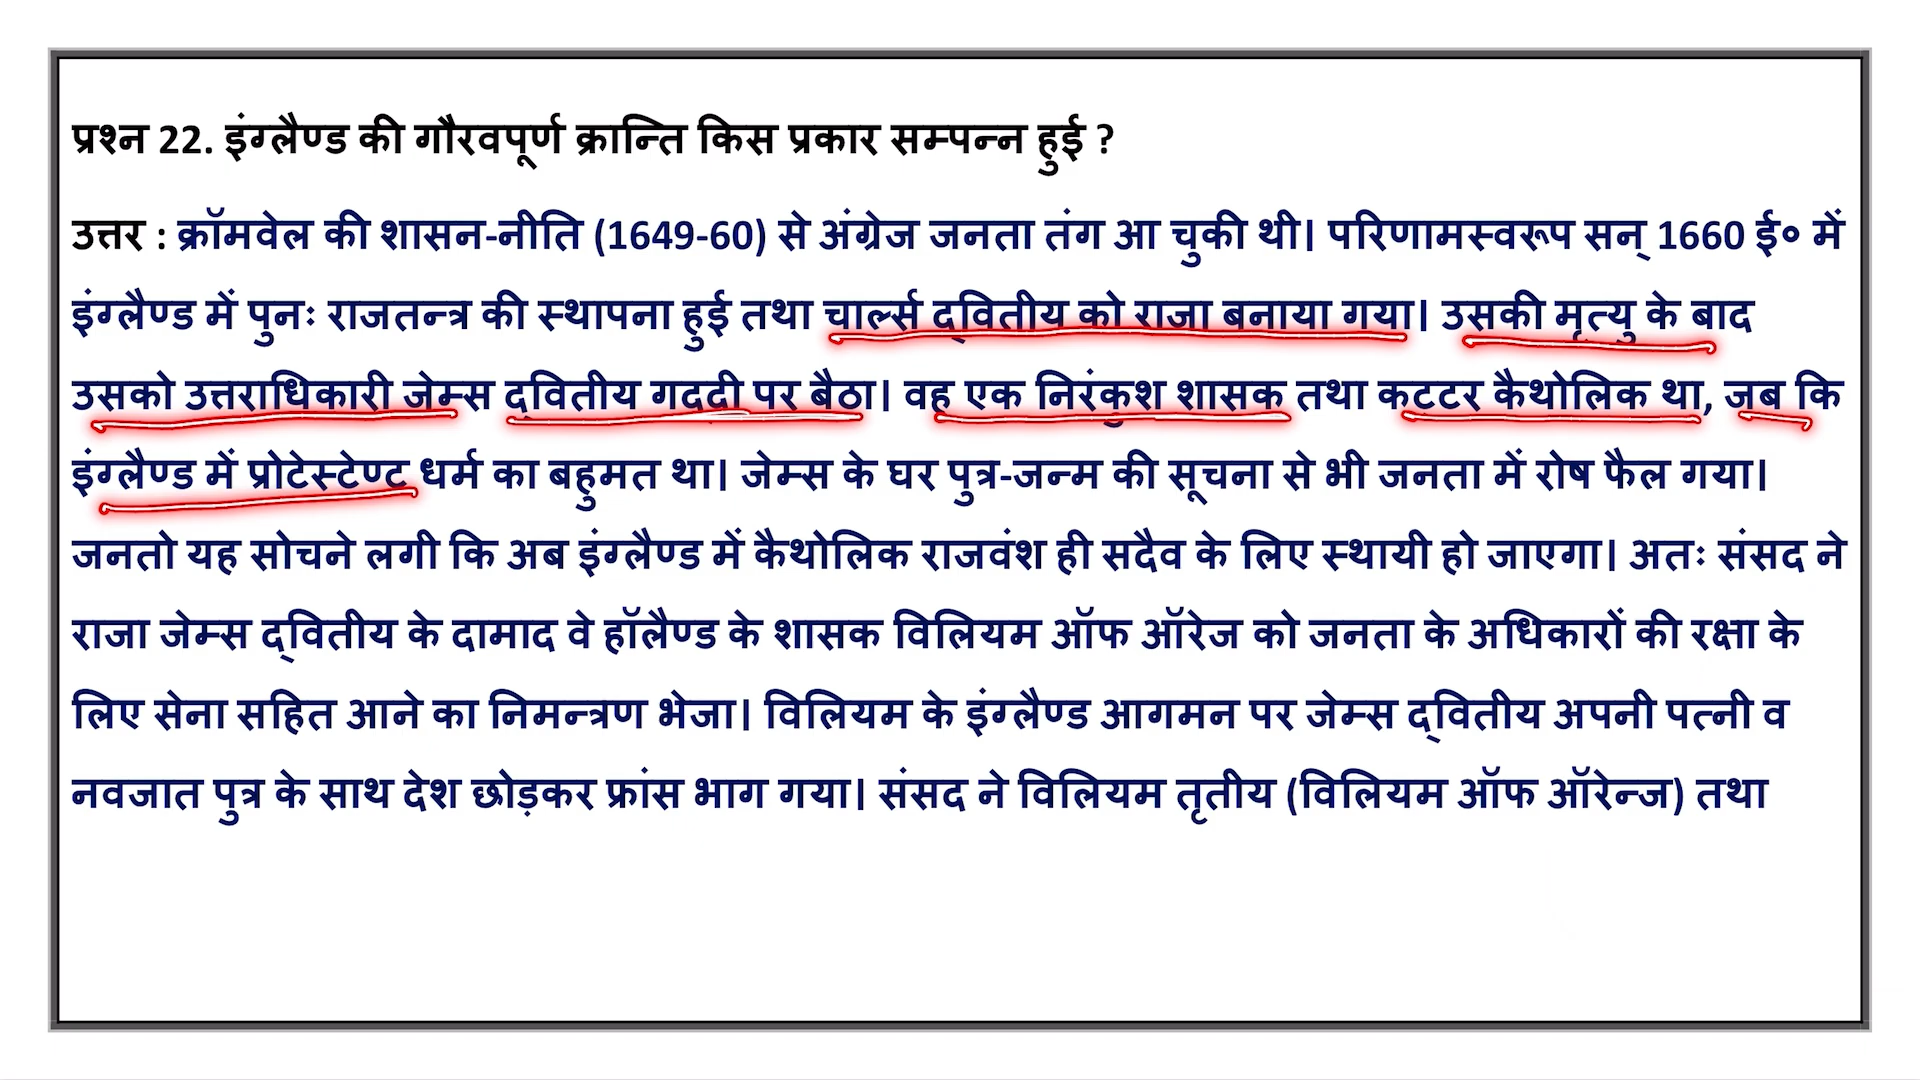 प्रश्न 22. इंग्लैण्ड की गौरवपूर्ण क्रान्ति किस प्रकार सम्पन्न हुई ?
उत्तर : क्रॉमवेल की शासन-नीति (1649-60) से अंग्रेज जनता तंग आ चुकी थी। परिणामस्वरूप सन् 1660 ई० में
इंग्लैण्ड में पुनः राजतन्त्र की स्थापना हुई तथा चार्ल्स द्वितीय को राजा बनाया गया। उसकी मृत्यु के बाद
उसको उत्तराधिकारी जेम्स द्वितीय गद्दी पर बैठा। वह एक निरंकुश शासक तथा कट्टर कैथोलिक था, जब कि
इंग्लैण्ड में प्रोटेस्टेण्ट धर्म का बहुमत था। जेम्स के घर पुत्र-जन्म की सूचना से भी जनता में रोष फैल गया।
जनतो यह सोचने लगी कि अब इंग्लैण्ड में कैथोलिक राजवंश ही सदैव के लिए स्थायी हो जाएगा। अतः संसद ने
राजा जेम्स द्वितीय के दामाद वे हॉलैण्ड के शासक विलियम ऑफ ऑरेज को जनता के अधिकारों की रक्षा के
लिए सेना सहित आने का निमन्त्रण भेजा। विलियम के इंग्लैण्ड आगमन पर जेम्स द्वितीय अपनी पत्नी व
नवजात पुत्र के साथ देश छोड़कर फ्रांस भाग गया। संसद ने विलियम तृतीय (विलियम ऑफ ऑरेन्ज) तथा